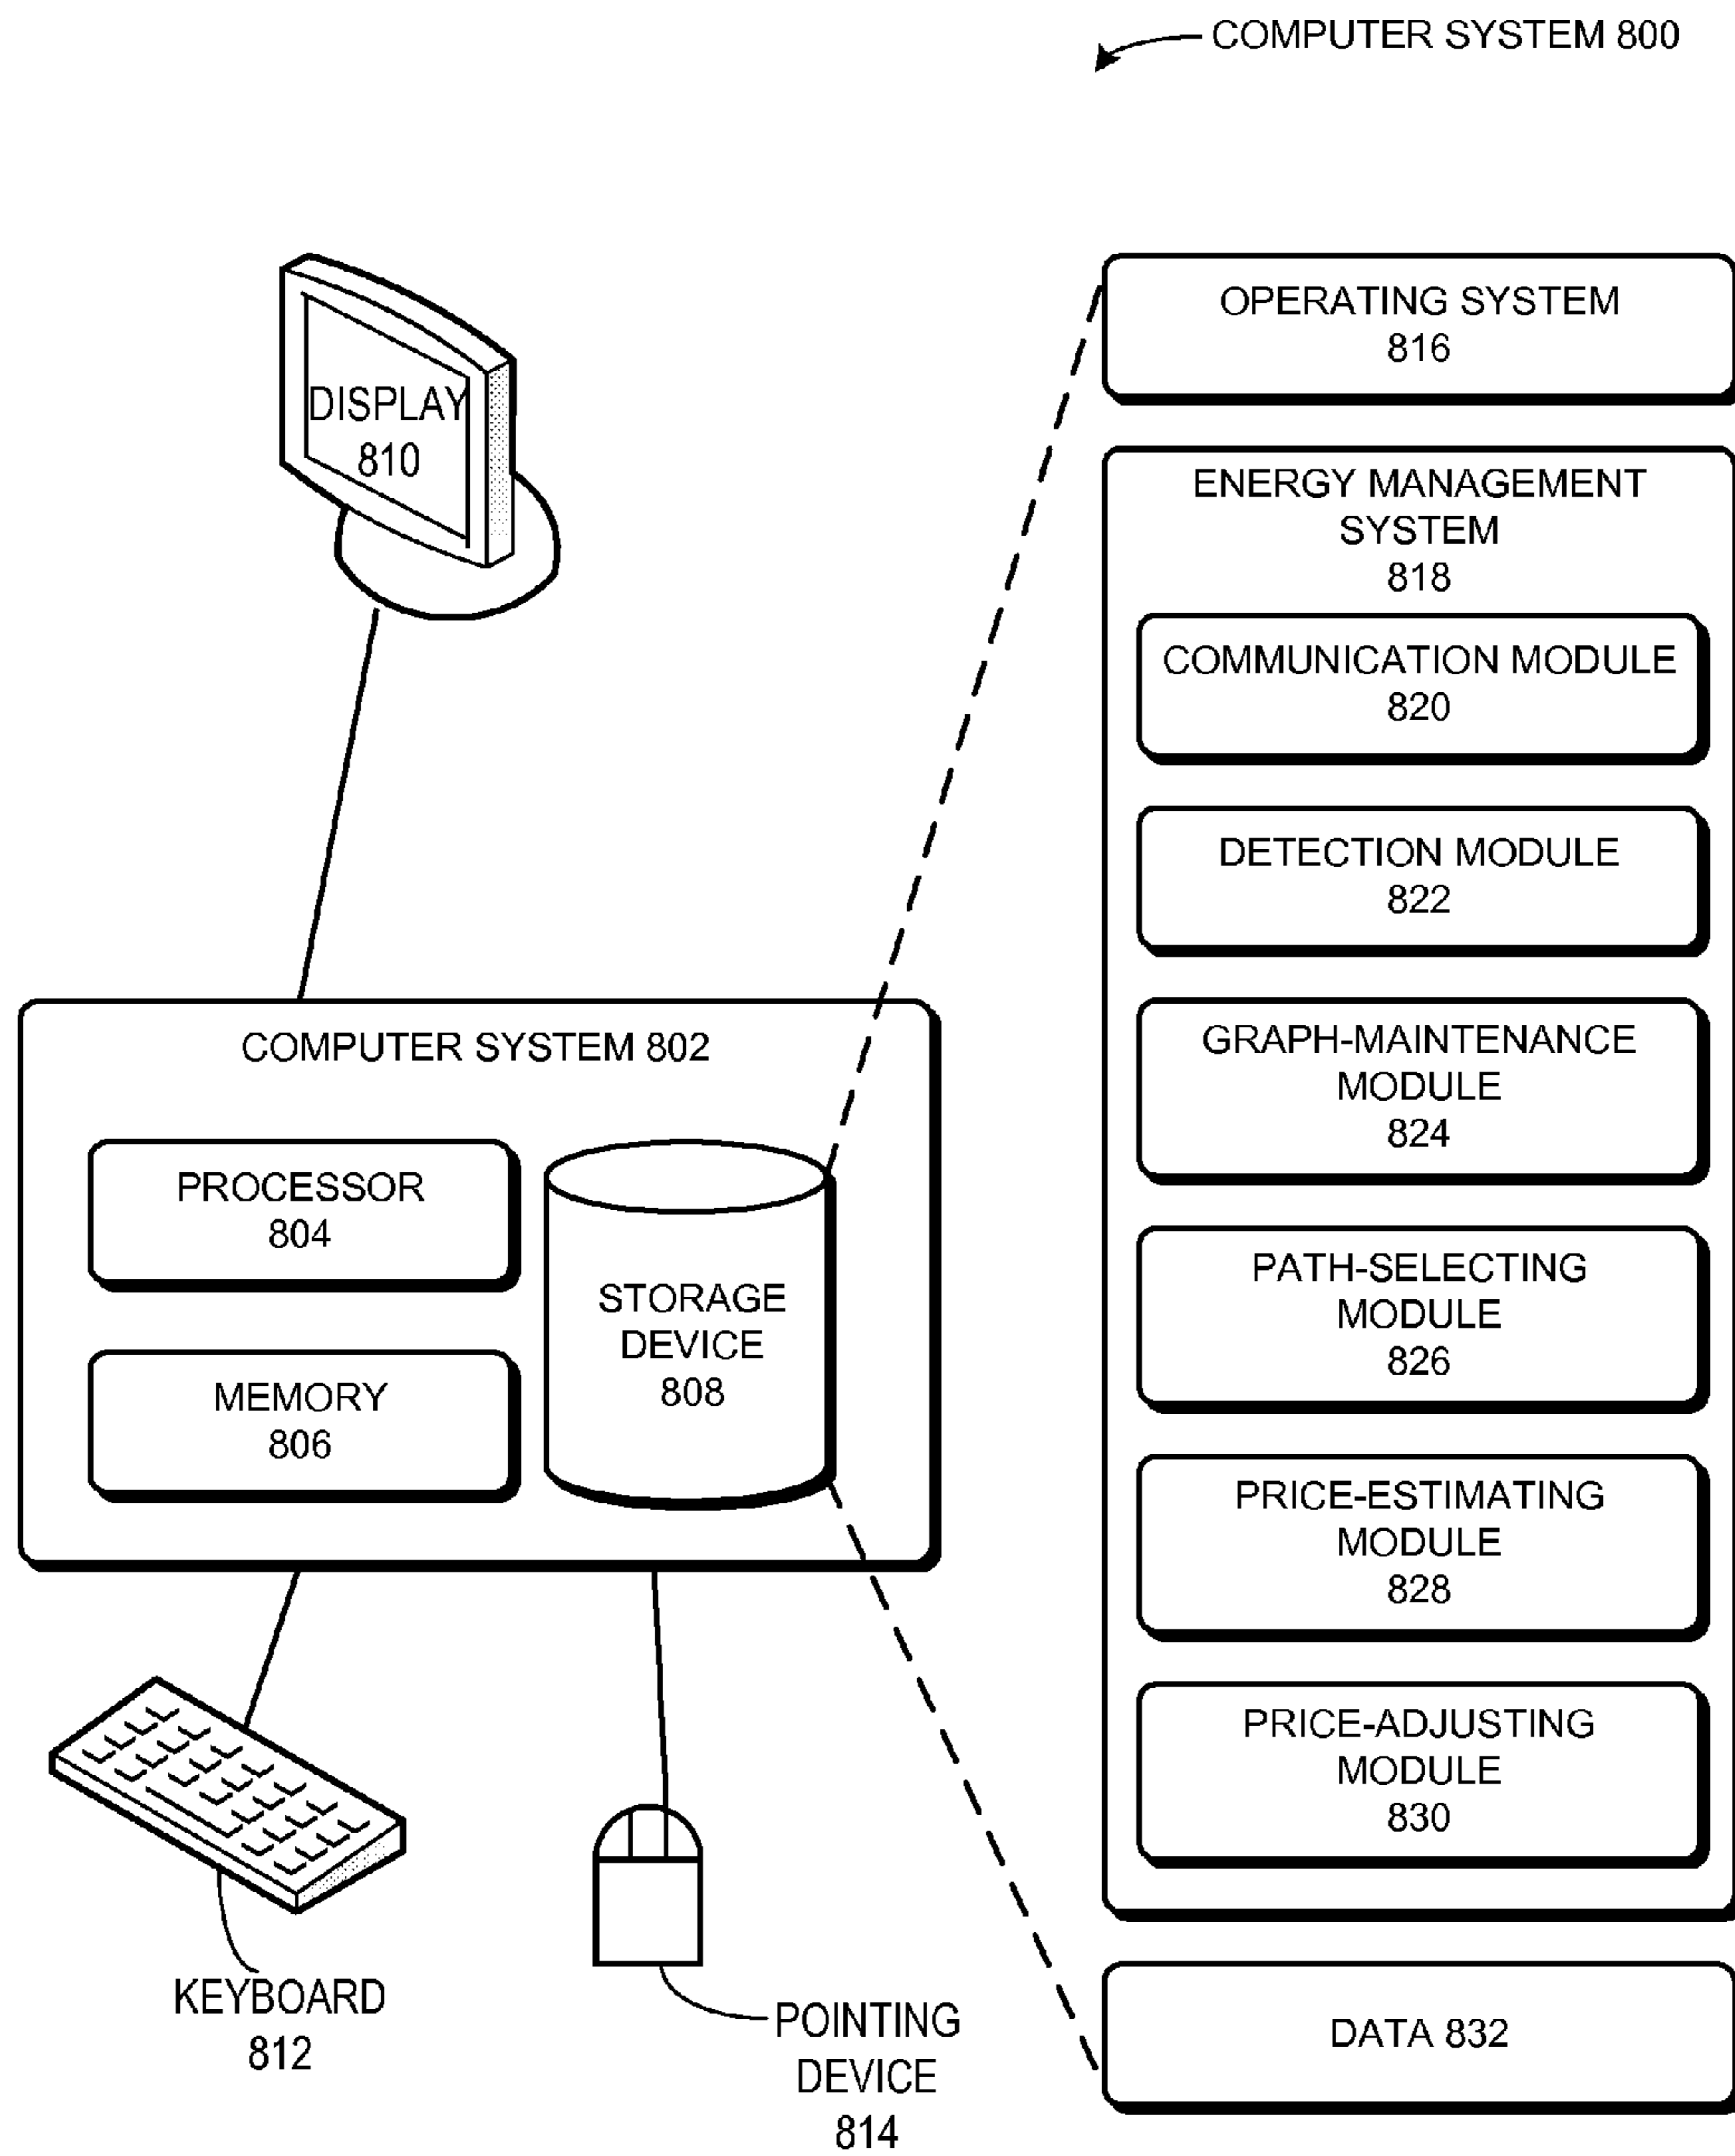 COMPUTER SYSTEM 800
DISPLAY
810
COMPUTER SYSTEM 802
PROCESSOR
804
MEMORY
806
STORAGE
DEVICE
808
KEYBOARD
812
POINTING
DEVICE
814
OPERATING SYSTEM
816
ENERGY MANAGEMENT
SYSTEM
818
COMMUNICATION MODULE
820
DETECTION MODULE
822
GRAPH-MAINTENANCE
MODULE
824
PATH-SELECTING
MODULE
826
PRICE-ESTIMATING
MODULE
828
PRICE-ADJUSTING
MODULE
830
DATA 832